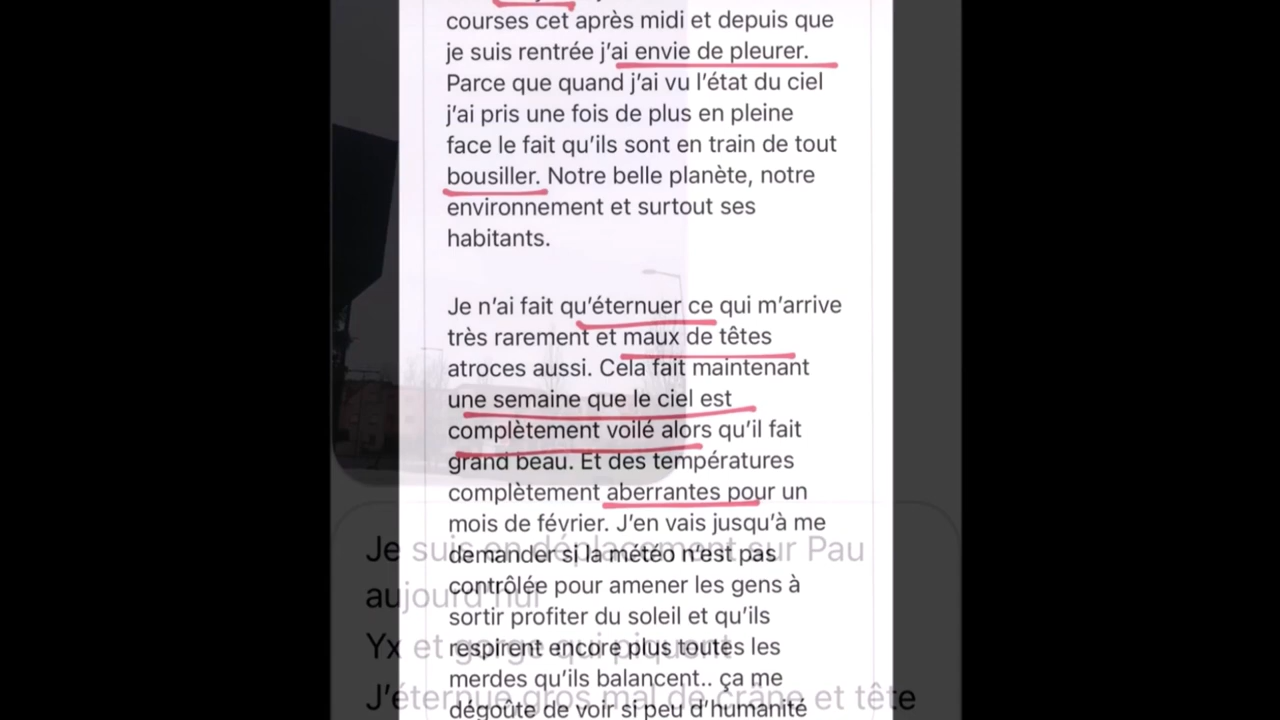 courses cet après midi et depuis que
je suis rentrée j'ai envie de pleurer.
Parce que quand j'ai vu l'état du ciel
j'ai pris une fois de plus en pleine
face le fait qu'ils sont en train de tout
bousiller. Notre belle planète, notre
environnement et surtout ses
habitants.
Je n'ai fait qu'éternuer ce qui m'arrive
très rarement et maux de têtes
atroces aussi. Cela fait maintenant
une semaine que le ciel est
complètement voilé alors qu'il fait
grand beau. Et des températures
complètement aberrantes pour un
mois de février. J'en vais jusqu'à me
demander si la météo n'est pas
contrôlée pour amener les gens à
sortir profiter du soleil et qu'ils
respirent encore plus toutes les
merdes qu'ils balancent.. ça me
dégoûte de voir si peu d'humanité
Je suis en déplacement sur Pau
aujourd'hui
Yx et gorge qui piquent
J'éternue gros mal de crâne et tête